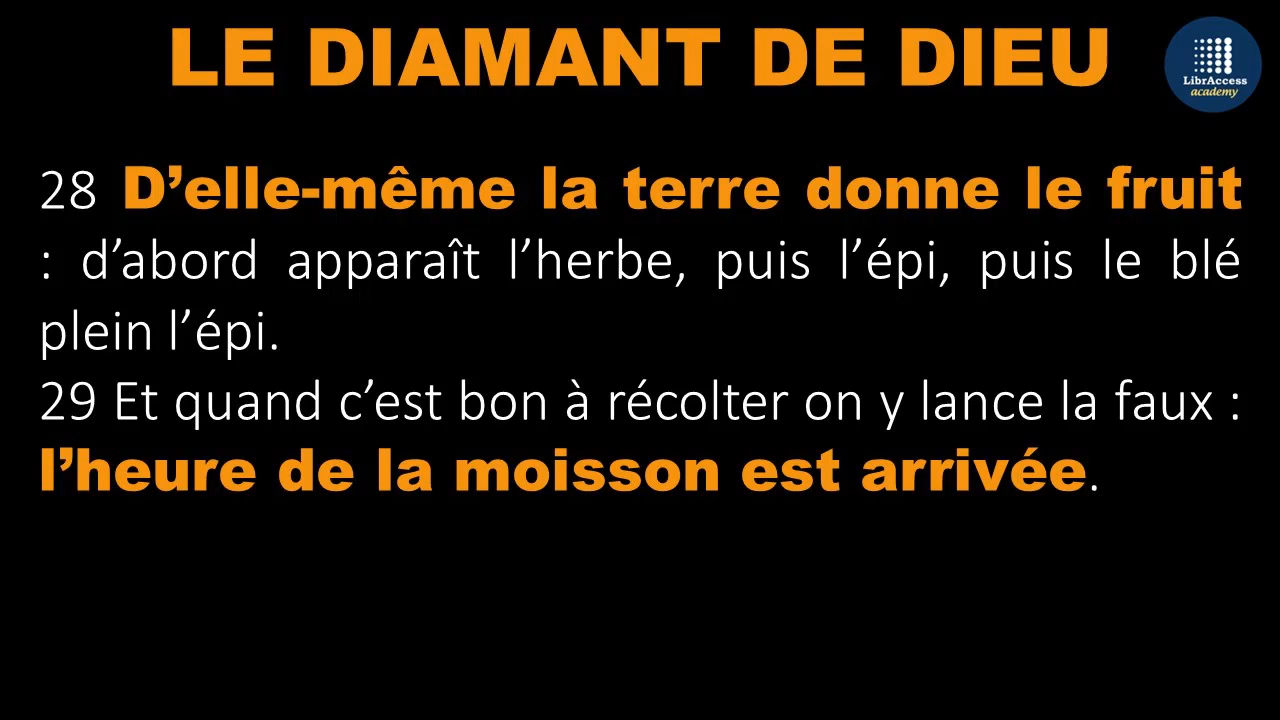 LE DIAMANT DE DIEU
LibrAccess
academy
28 D’elle-même la terre donne le fruit
: d’abord apparaît l’herbe, puis l’épi, puis le blé
plein l’épi.
29 Et quand c’est bon à récolter on y lance la faux :
l’heure de la moisson est arrivée.